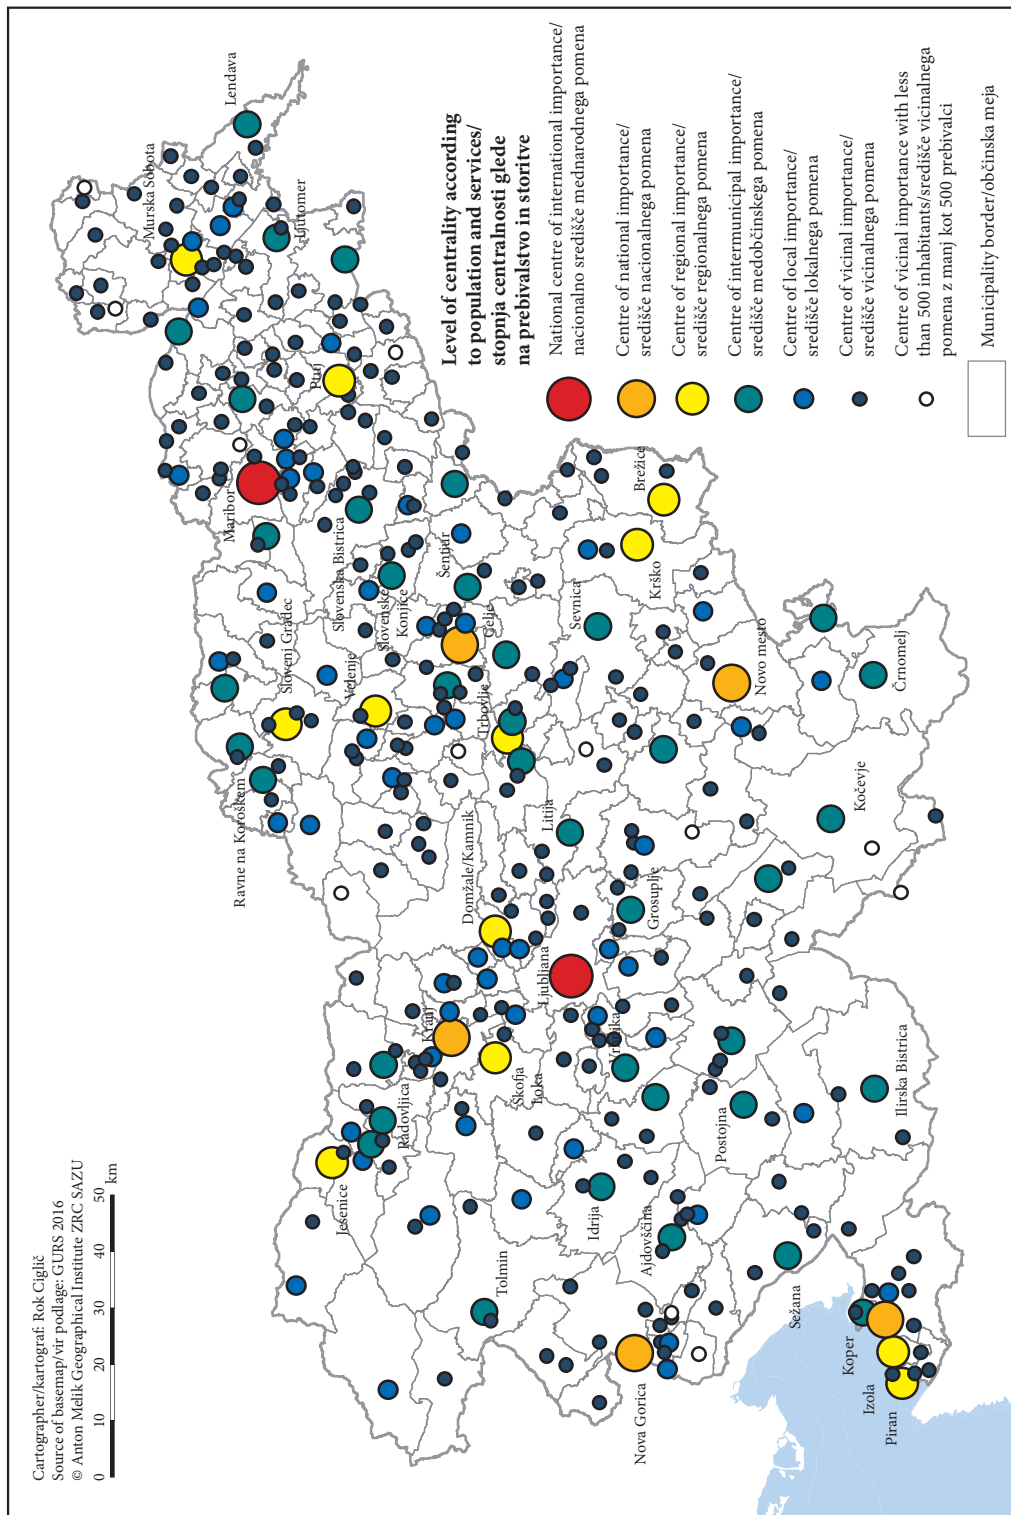 Cartographer/kartograf: Rok Ciglič
Source of basemap/vir podlage: GURS 2016
© Anton Melik Geographical Institute ZRC SAZU
0 10 20 30 40 50
km
Lendava
Murska Sobota
Ljutomer
Ptuj
Maribor
Slovenska Bistrica
Slovenske
Konjice
Šentjur
Celje
Slovenj Gradec
Velenje
Ravne na Koroškem
Trbovlje
Sevnica
Krško
Brežice
Novo mesto
Črnomelj
Kočevje
Litija
Domžale/Kamnik
Grosuplje
Ljubljana
Kranj
Škofja
Loka
Vrhnika
Radovljica
Jesenice
Postojna
Ilirska Bistrica
Idrija
Ajdovščina
Tolmin
Nova Gorica
Sežana
Koper
Izola
Piran
Level of centrality according
to population and services/
stopnja centralnosti glede
na prebivalstvo in storitve
National centre of international importance/
nacionalno središče mednarodnega pomena
Centre of national importance/
središče nacionalnega pomena
Centre of regional importance/
središče regionalnega pomena
Centre of intermunicipal importance/
središče medobčinskega pomena
Centre of local importance/
središče lokalnega pomena
Centre of vicinal importance/
središče vicinalnega pomena
Centre of vicinal importance with less
than 500 inhabitants/središče vicinalnega
pomena z manj kot 500 prebivalci
Municipality border/občinska meja